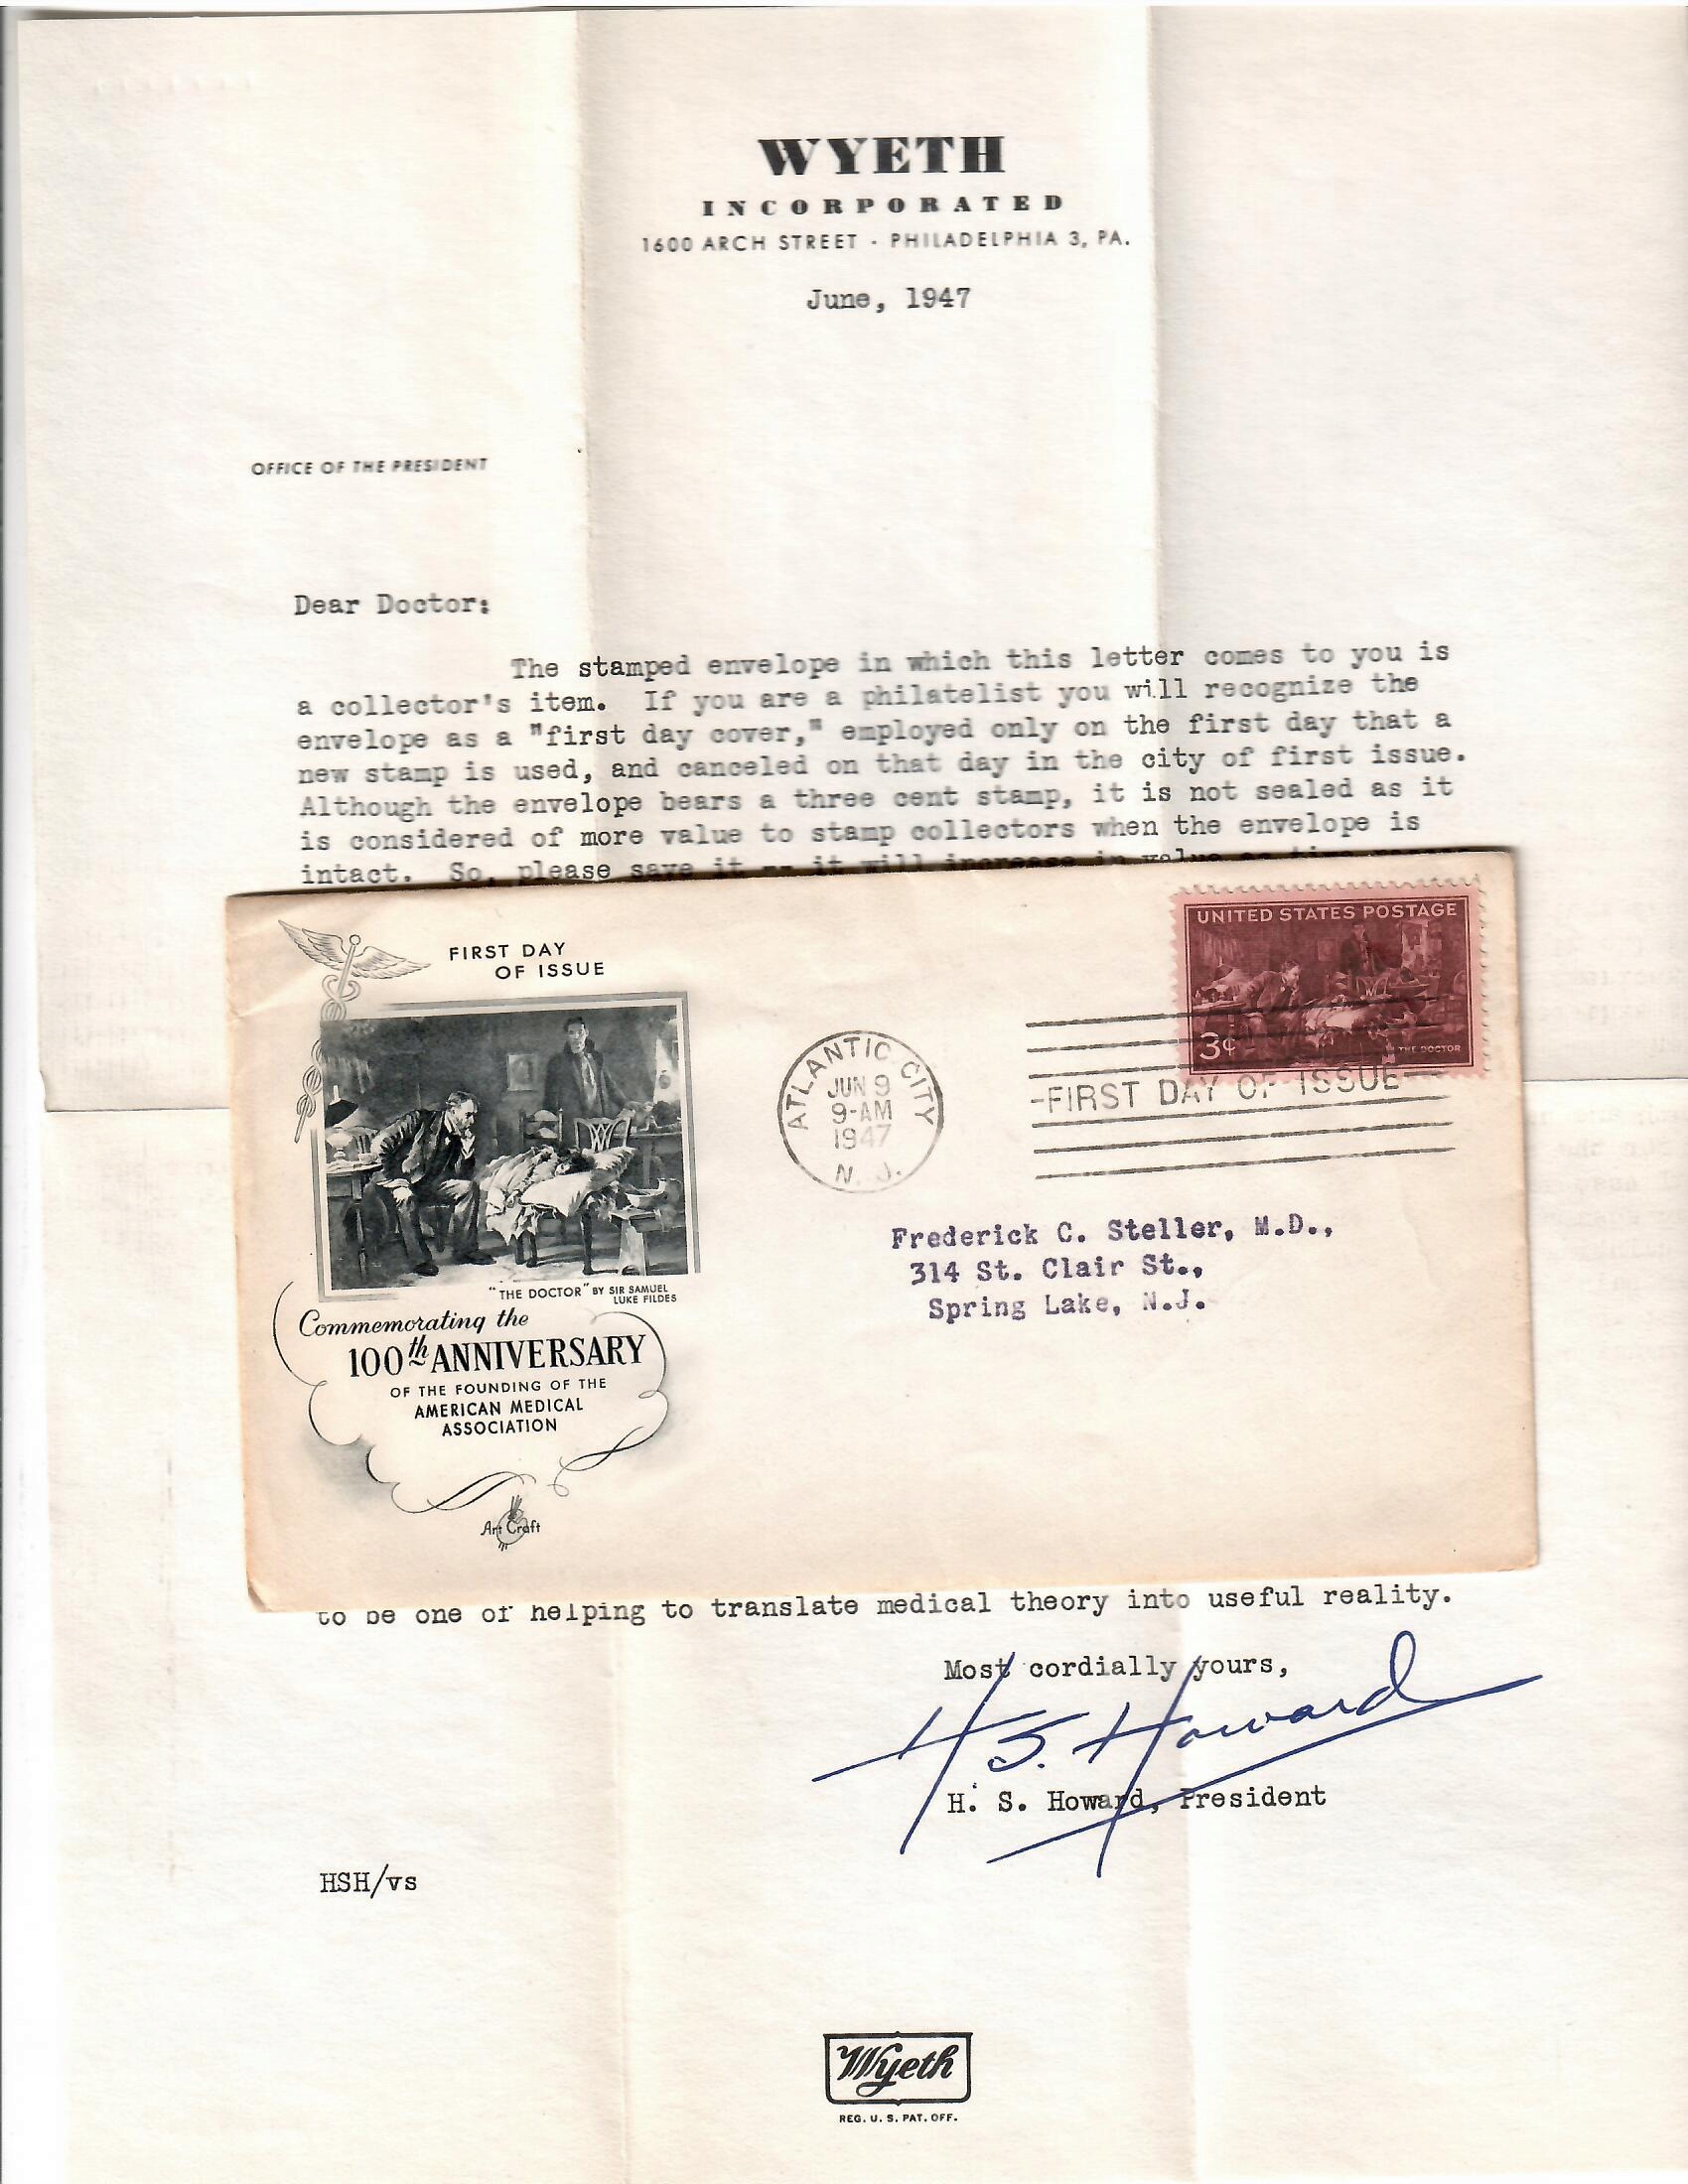 WYETH
INCORPORATED
1600 ARCH STREET · PHILADELPHIA 3, PA.
June, 1947
OFFICE OF THE PRESIDENT
Dear Doctor:
The stamped envelope in which this letter comes to you is
a collector's item. If you are a philatelist you will recognize the
envelope as a "first day cover," employed only on the first day that a
new stamp is used, and canceled on that day in the city of first issue.
Although the envelope bears a three cent stamp, it is not sealed as it
is considered of more value to stamp collectors when the envelope is
intact. So, please save it -- it will increase in value as time
FIRST DAY
OF ISSUE
"THE DOCTOR" BY SIR SAMUEL
LUKE FILDES
Commemorating the
100th ANNIVERSARY
OF THE FOUNDING OF THE
AMERICAN MEDICAL
ASSOCIATION
Art Craft
ATLANTIC CITY
JUN 9
9-AM
1947
N. J.
UNITED STATES POSTAGE
3¢
THE DOCTOR
FIRST DAY OF ISSUE
Frederick C. Steller, M.D.,
314 St. Clair St.,
Spring Lake, N.J.
to be one of helping to translate medical theory into useful reality.
Most cordially yours,
H S. Howard
H. S. Howard, President
HSH/vs
Wyeth
REG. U. S. PAT. OFF.